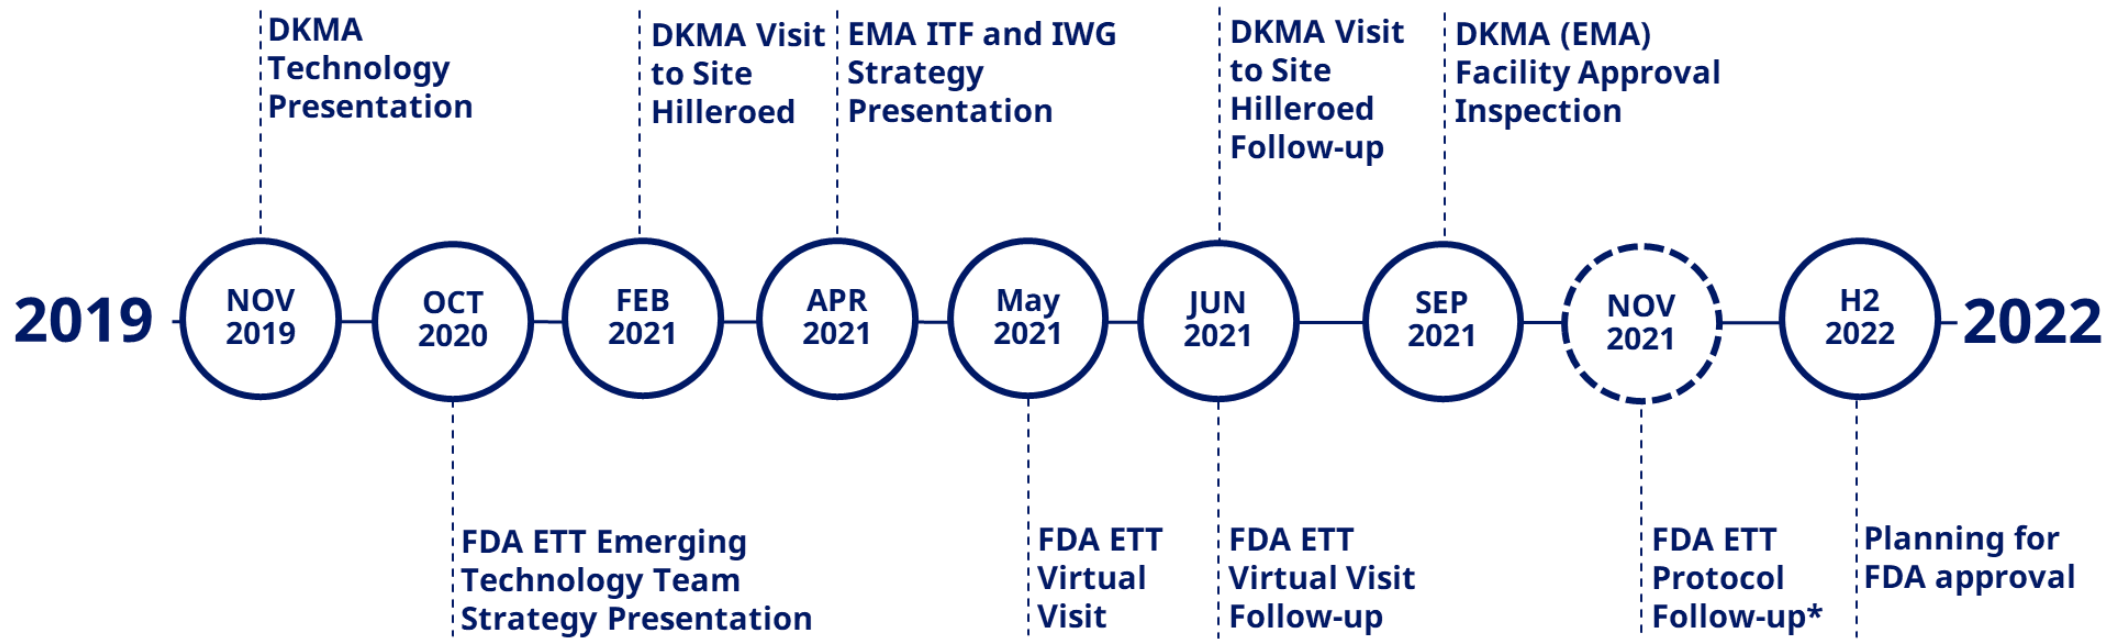 DKMA
Technology
Presentation
DKMA Visit
to Site
Hilleroed
EMA ITF and IWG
Strategy
Presentation
DKMA Visit
to Site
Hilleroed
Follow-up
DKMA (EMA)
Facility Approval
Inspection
2019
NOV
2019
OCT
2020
FEB
2021
APR
2021
May
2021
JUN
2021
SEP
2021
NOV
2021
H2
2022
2022
FDA ETT Emerging
Technology Team
Strategy Presentation
FDA ETT
Virtual
Visit
FDA ETT
Virtual Visit
Follow-up
FDA ETT
Protocol
Follow-up*
Planning for
FDA approval